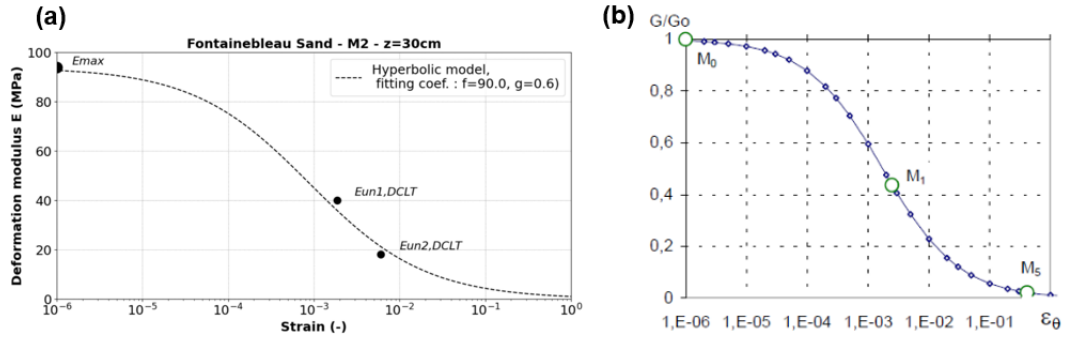 (a)
Fontainebleau Sand - M2 - z=30cm
Deformation modulus E (MPa)
100
80
60
40
20
0
Emax
Hyperbolic model,
fitting coef. : f=90.0, g=0.6)
Eun1,DCLT
Eun2,DCLT
10⁻⁶
10⁻⁵
10⁻⁴
10⁻³
10⁻²
10⁻¹
10⁰
Strain (-)
(b)
G/Go
1
0,8
0,6
0,4
0,2
0
M₀
M₁
M₅
1,E-06
1,E-05
1,E-04
1,E-03
1,E-02
1,E-01
εθ